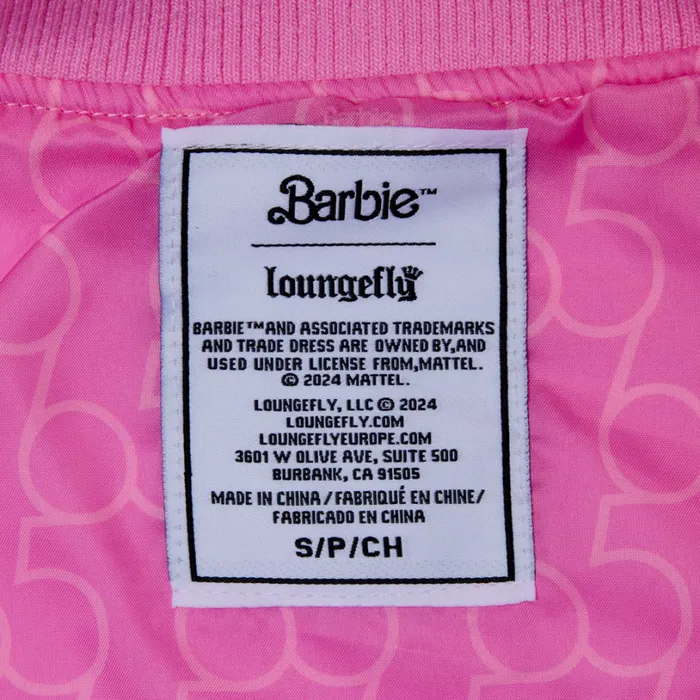 Barbie™
loungefly
BARBIE™AND ASSOCIATED TRADEMARKS
AND TRADE DRESS ARE OWNED BY,AND
USED UNDER LICENSE FROM,MATTEL.
© 2024 MATTEL.
LOUNGEFLY, LLC © 2024
LOUNGEFLY.COM
LOUNGEFLYEUROPE.COM
3601 W OLIVE AVE, SUITE 500
BURBANK, CA 91505
MADE IN CHINA / FABRIQUÉ EN CHINE/
FABRICADO EN CHINA
S/P/CH